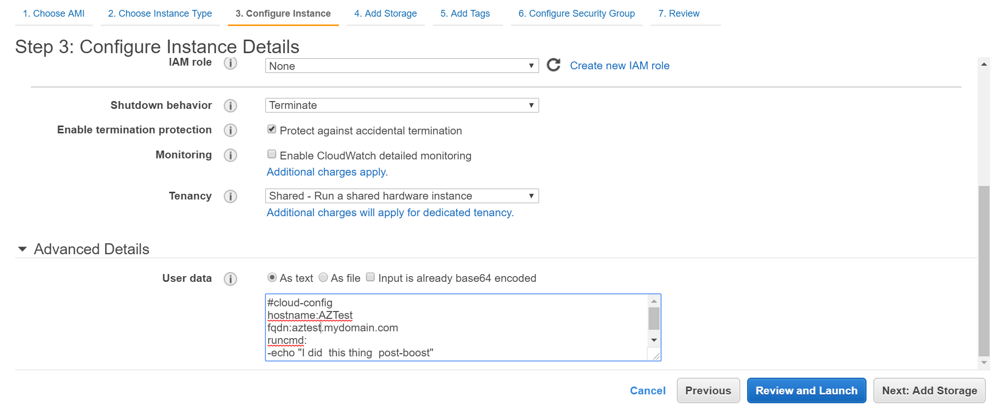 1. Choose AMI 2. Choose Instance Type 3. Configure Instance 4. Add Storage 5. Add Tags 6. Configure Security Group 7. Review
Step 3: Configure Instance Details
IAM role None Create new IAM role
Shutdown behavior Terminate
Enable termination protection Protect against accidental termination
Monitoring Enable CloudWatch detailed monitoring
Additional charges apply.
Tenancy Shared - Run a shared hardware instance
Additional charges will apply for dedicated tenancy.
Advanced Details
User data As text As file Input is already base64 encoded
#cloud-config
hostname:AZTest
fqdn:aztest.mydomain.com
runcmd:
-echo "I did  this thing  post-boost"
Cancel Previous Review and Launch Next: Add Storage